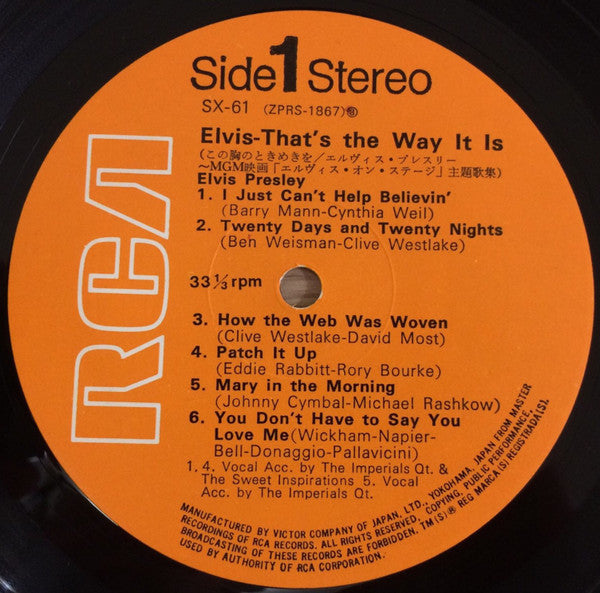 Side 1 Stereo
SX-61 (ZPRS-1867)
Elvis-That's the Way It Is
(この胸のときめきを/エルヴィス・プレスリー
〜MGM映画「エルヴィス・オン・ステージ」主題歌集)
Elvis Presley
1. I Just Can't Help Believin'
(Barry Mann-Cynthia Weil)
2. Twenty Days and Twenty Nights
(Ben Weisman-Clive Westlake)
33⅓ rpm
RCA
3. How the Web Was Woven
(Clive Westlake-David Most)
4. Patch It Up
(Eddie Rabbitt-Rory Bourke)
5. Mary in the Morning
(Johnny Cymbal-Michael Rashkow)
6. You Don't Have to Say You
Love Me(Wickham-Napier-
Bell-Donaggio-Pallavicini)
1, 4. Vocal Acc. by The Imperials Qt. &
The Sweet Inspirations 5. Vocal
Acc. by The Imperials Qt.
MANUFACTURED BY VICTOR COMPANY OF JAPAN, LTD., YOKOHAMA, JAPAN FROM MASTER
RECORDINGS OF RCA RECORDS. ALL RIGHTS RESERVED, COPYING, PUBLIC PERFORMANCE,
BROADCASTING OF THESE RECORDS ARE FORBIDDEN, TM(S)® REG MARCA(S) REGISTRADA(S).
USED BY AUTHORITY OF RCA CORPORATION.